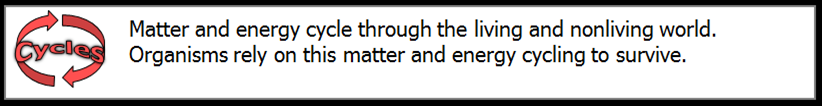 Cycles
Matter and energy cycle through the living and nonliving world.
Organisms rely on this matter and energy cycling to survive.